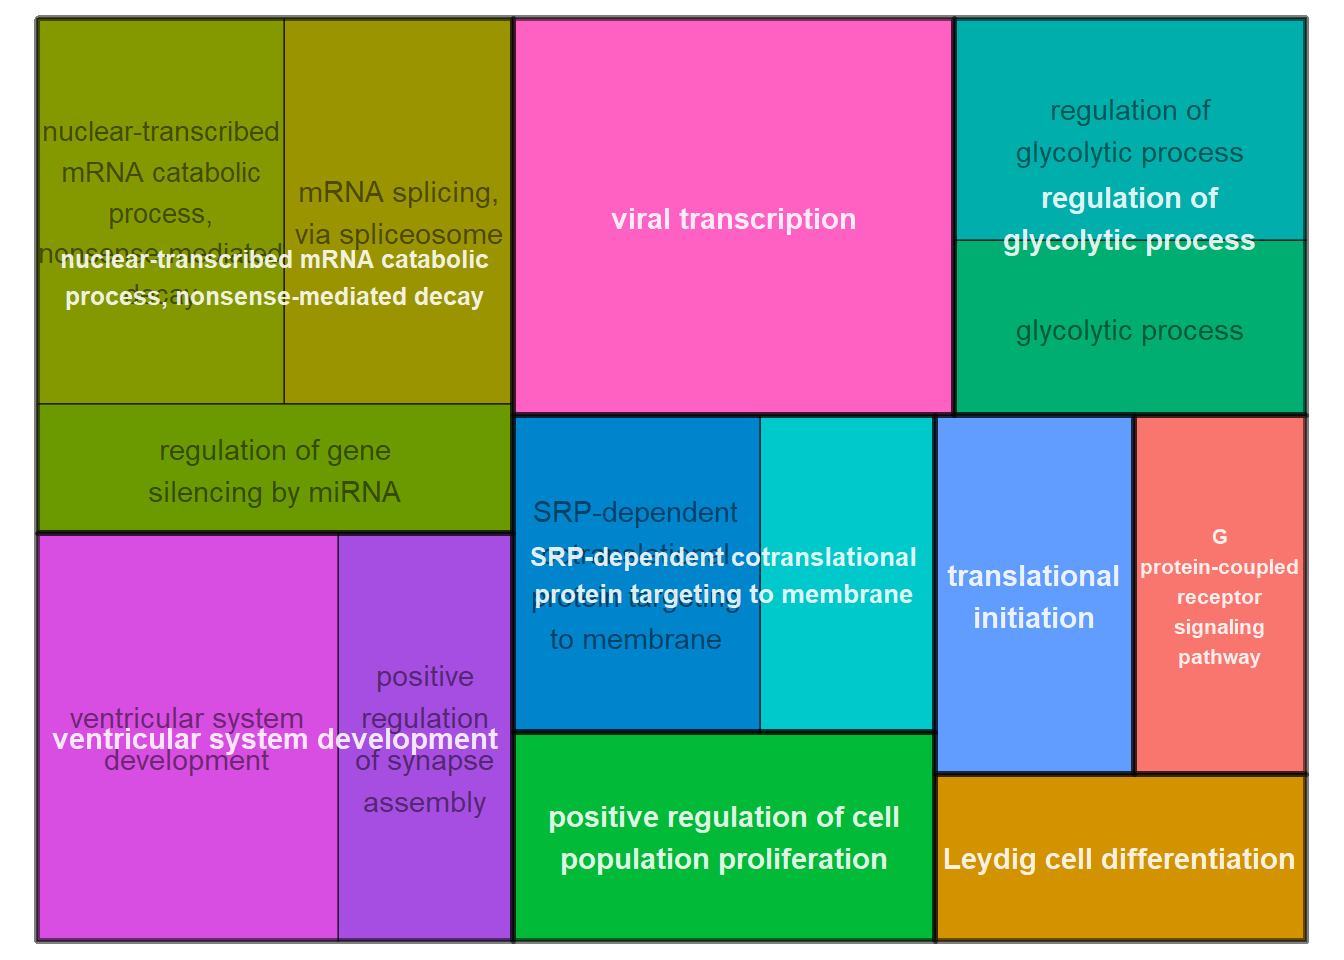 nuclear-transcribed
mRNA catabolic
process,
nonsense-mediated
decay
mRNA splicing,
via spliceosome
nuclear-transcribed mRNA catabolic
process, nonsense-mediated decay
regulation of gene
silencing by miRNA
viral transcription
regulation of
glycolytic process
regulation of
glycolytic process
glycolytic process
SRP-dependent
cotranslational
protein targeting
to membrane
SRP-dependent cotranslational
protein targeting to membrane
translational
initiation
G
protein-coupled
receptor
signaling
pathway
ventricular system
development
ventricular system development
positive
regulation
of synapse
assembly
positive regulation of cell
population proliferation
Leydig cell differentiation